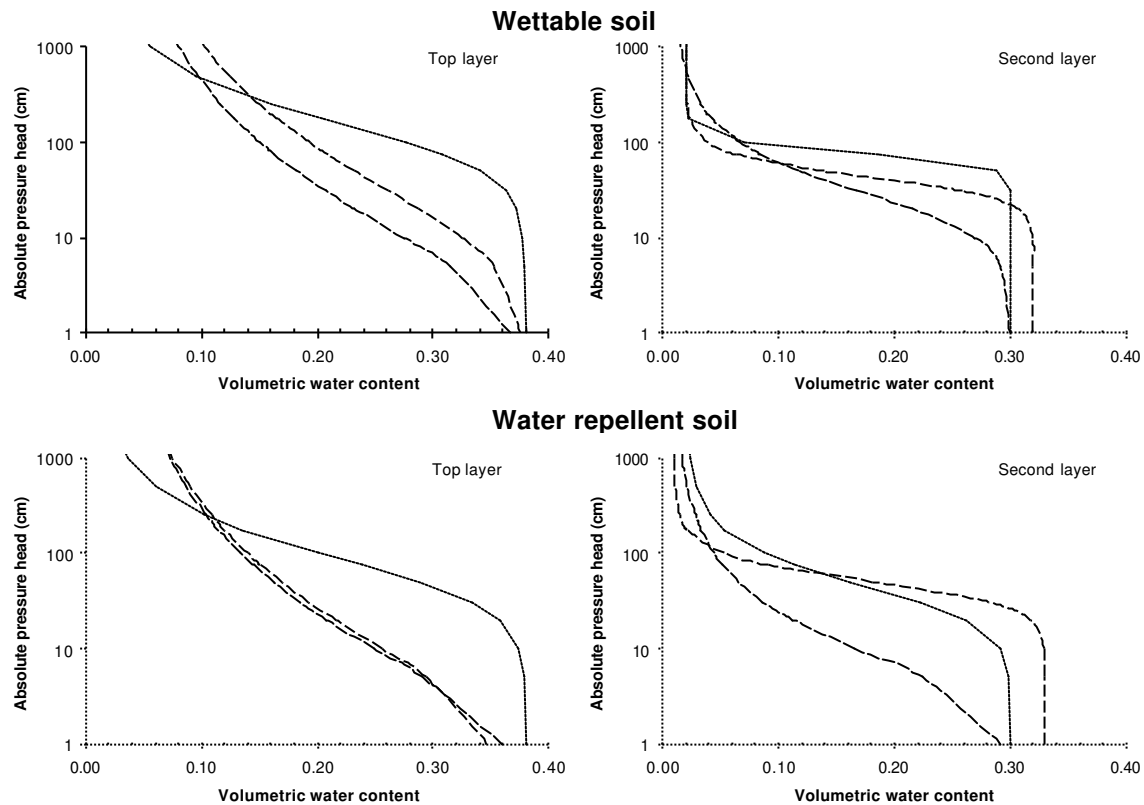 Wettable soil
Top layer
Absolute pressure head (cm)
1000
100
10
1
0.00 0.10 0.20 0.30 0.40
Volumetric water content
Second layer
Absolute pressure head (cm)
1000
100
10
1
0.00 0.10 0.20 0.30 0.40
Volumetric water content
Water repellent soil
Top layer
Absolute pressure head (cm)
1000
100
10
1
0.00 0.10 0.20 0.30 0.40
Volumetric water content
Second layer
Absolute pressure head (cm)
1000
100
10
1
0.00 0.10 0.20 0.30 0.40
Volumetric water content